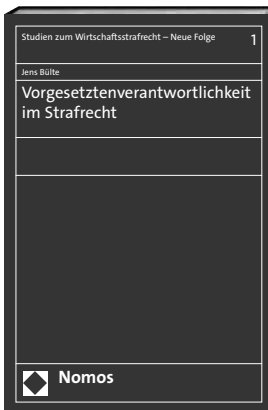 Studien zum Wirtschaftsstrafrecht – Neue Folge 1
Jens Bülte
Vorgesetztenverantwortlichkeit
im Strafrecht
Nomos